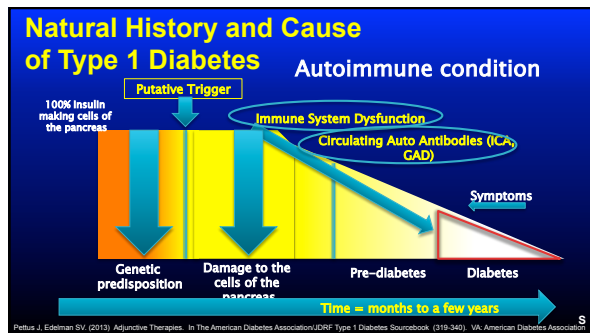 Natural History and Cause
of Type 1 Diabetes
Autoimmune condition
Putative Trigger
100% Insulin
making cells of
the pancreas
Immune System Dysfunction
Circulating Auto Antibodies (ICA,
GAD)
Symptoms
Genetic
predisposition
Damage to the
cells of the
pancreas
Pre-diabetes
Diabetes
Time = months to a few years
S
Pettus J, Edelman SV. (2013) Adjunctive Therapies. In The American Diabetes Association/JDRF Type 1 Diabetes Sourcebook (319-340). VA: American Diabetes Association